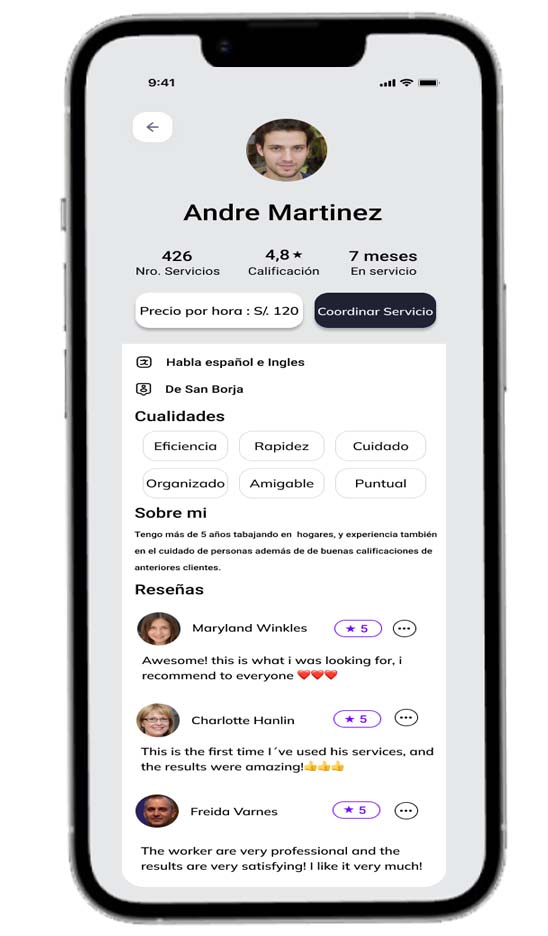 9:41
Andre Martinez
426 4,8★ 7 meses
Nro. Servicios Calificación En servicio
Precio por hora : S/. 120 Coordinar Servicio
Habla español e Ingles
De San Borja
Cualidades
Eficiencia Rapidez Cuidado
Organizado Amigable Puntual
Sobre mi
Tengo más de 5 años tabajando en hogares, y experiencia también
en el cuidado de personas además de de buenas calificaciones de
anteriores clientes.
Reseñas
Maryland Winkles ★ 5
Awesome! this is what i was looking for, i
recommend to everyone ❤️❤️❤️
Charlotte Hanlin ★ 5
This is the first time I´ve used his services, and
the results were amazing!👍👍👍
Freida Varnes ★ 5
The worker are very professional and the
results are very satisfying! I like it very much!